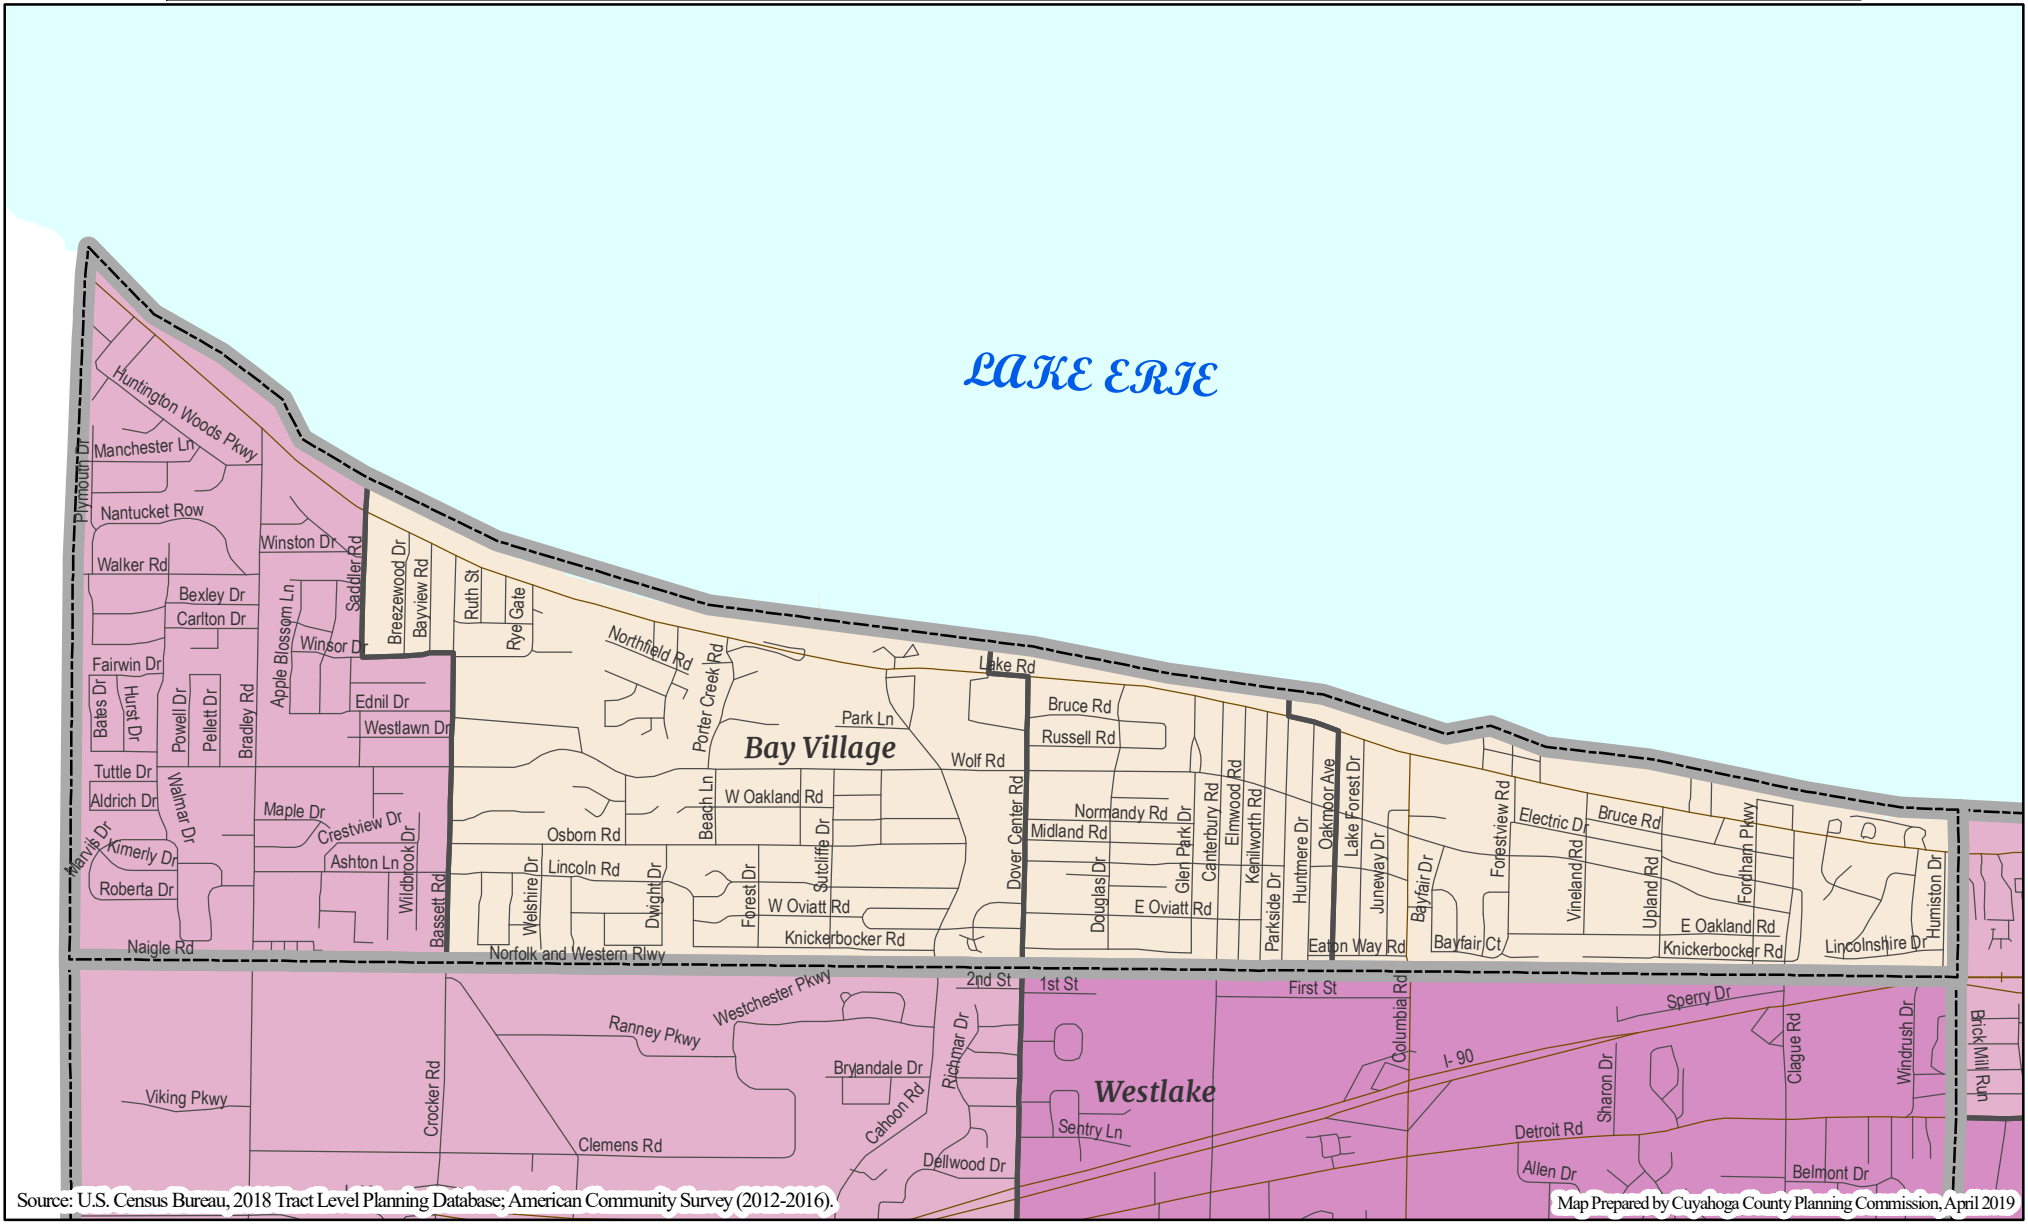 LAKE ERIE
Huntington Woods Pkwy
Manchester Ln
Plymouth Dr
Nantucket Row
Winston Dr
Saddler Rd
Walker Rd
Breezewood Dr
Bayview Rd
Ruth St
Rye Gate
Bexley Dr
Carlton Dr
Apple Blossom Ln
Winsor Dr
Northfield Rd
Porter Creek Rd
Lake Rd
Fairwin Dr
Bates Dr
Hurst Dr
Powell Dr
Pellett Dr
Bradley Rd
Ednil Dr
Westlawn Dr
Park Ln
Bruce Rd
Russell Rd
Bay Village
Wolf Rd
Tuttle Dr
Aldrich Dr
Walmar Dr
Maple Dr
Crestview Dr
Beach Ln
W Oakland Rd
Dover Center Rd
Normandy Rd
Midland Rd
Glen Park Dr
Canterbury Rd
Elmwood Rd
Kenilworth Rd
Oakmoor Ave
Lake Forest Dr
Forestview Rd
Electric Dr
Bruce Rd
Fordham Pkwy
Marvis Dr
Kimerly Dr
Roberta Dr
Ashton Ln
Wildbrook Dr
Bassett Rd
Osborn Rd
Lincoln Rd
Welshire Dr
Dwight Dr
Forest Dr
Sutcliffe Dr
W Oviatt Rd
Knickerbocker Rd
Douglas Dr
E Oviatt Rd
Parkside Dr
Huntmere Dr
Juneway Dr
Bayfair Dr
Vineland Rd
Upland Rd
E Oakland Rd
Humiston Dr
Naigle Rd
Norfolk and Western Rlwy
Eaton Way Rd
Bayfair Ct
Knickerbocker Rd
Lincolnshire Dr
2nd St
1st St
First St
Columbia Rd
Sperry Dr
Westchester Pkwy
Ranney Pkwy
Richmar Dr
Clague Rd
Windrush Dr
Brick Mill Run
Crocker Rd
Bryandale Dr
Cahoon Rd
Westlake
I- 90
Sharon Dr
Viking Pkwy
Clemens Rd
Sentry Ln
Detroit Rd
Dellwood Dr
Allen Dr
Belmont Dr
Source: U.S. Census Bureau, 2018 Tract Level Planning Database; American Community Survey (2012-2016).
Map Prepared by Cuyahoga County Planning Commission, April 2019